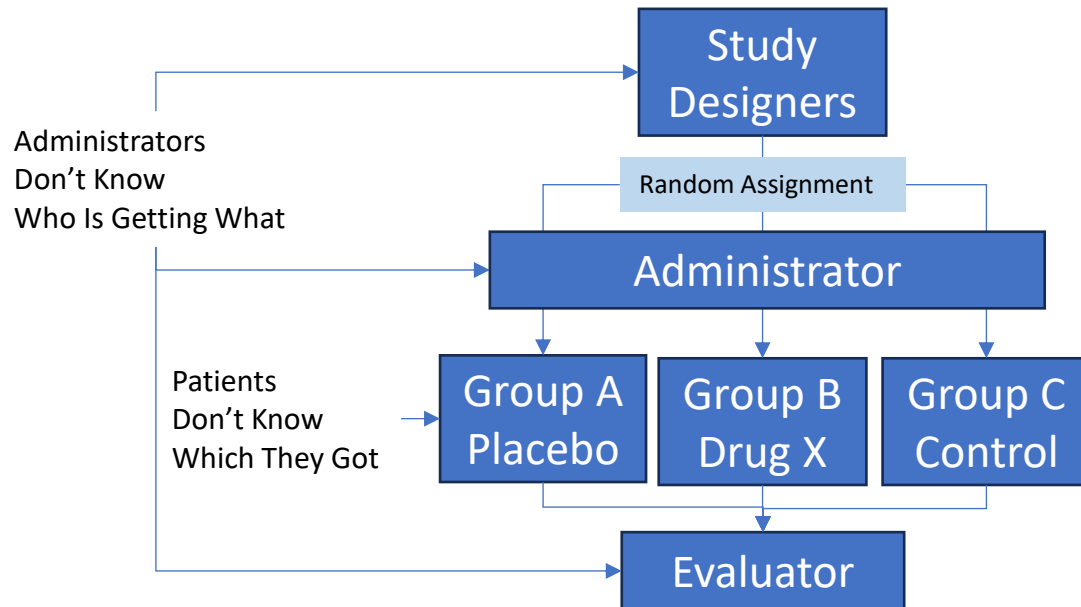 Study
Designers
Administrators
Don’t Know
Who Is Getting What
Random Assignment
Administrator
Patients
Don’t Know
Which They Got
Group A
Placebo
Group B
Drug X
Group C
Control
Evaluator